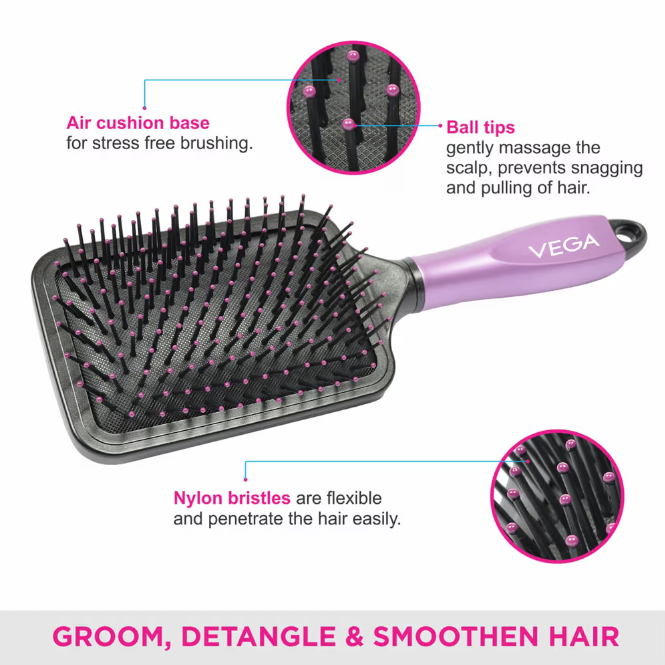 Air cushion base
for stress free brushing.
Ball tips
gently massage the
scalp, prevents snagging
and pulling of hair.
VEGA
Nylon bristles are flexible
and penetrate the hair easily.
GROOM, DETANGLE & SMOOTHEN HAIR